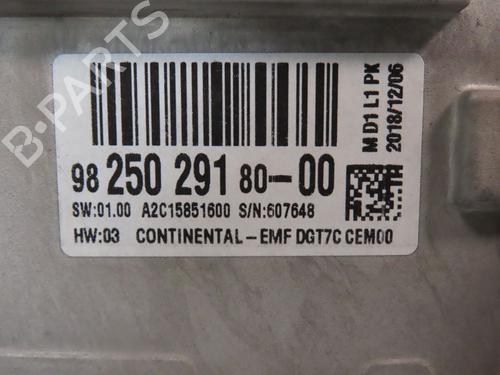 98 250 291 80-00
SW:01.00 A2C15851600 S/N:607648
HW:03 CONTINENTAL-EMF DGT7C CEM00
M D1 L1 PK
2018/12/06
B-PARTS